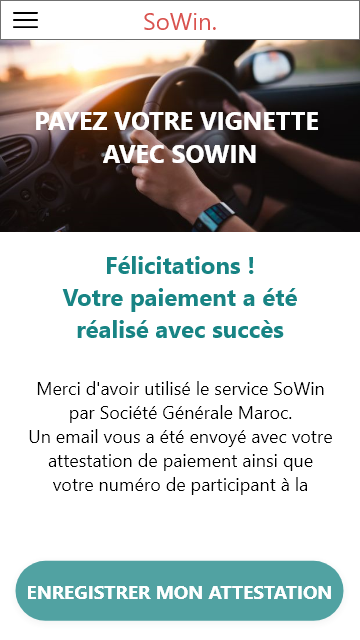 SoWin.
PAYEZ VOTRE VIGNETTE
AVEC SOWIN
Félicitations !
Votre paiement a été
réalisé avec succès
Merci d'avoir utilisé le service SoWin
par Société Générale Maroc.
Un email vous a été envoyé avec votre
attestation de paiement ainsi que
votre numéro de participant à la
ENREGISTRER MON ATTESTATION